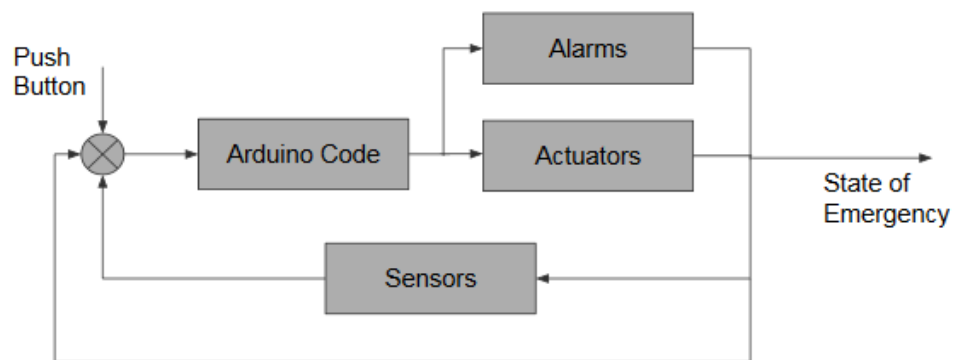 Push
Button
Alarms
Arduino Code
Actuators
State of
Emergency
Sensors